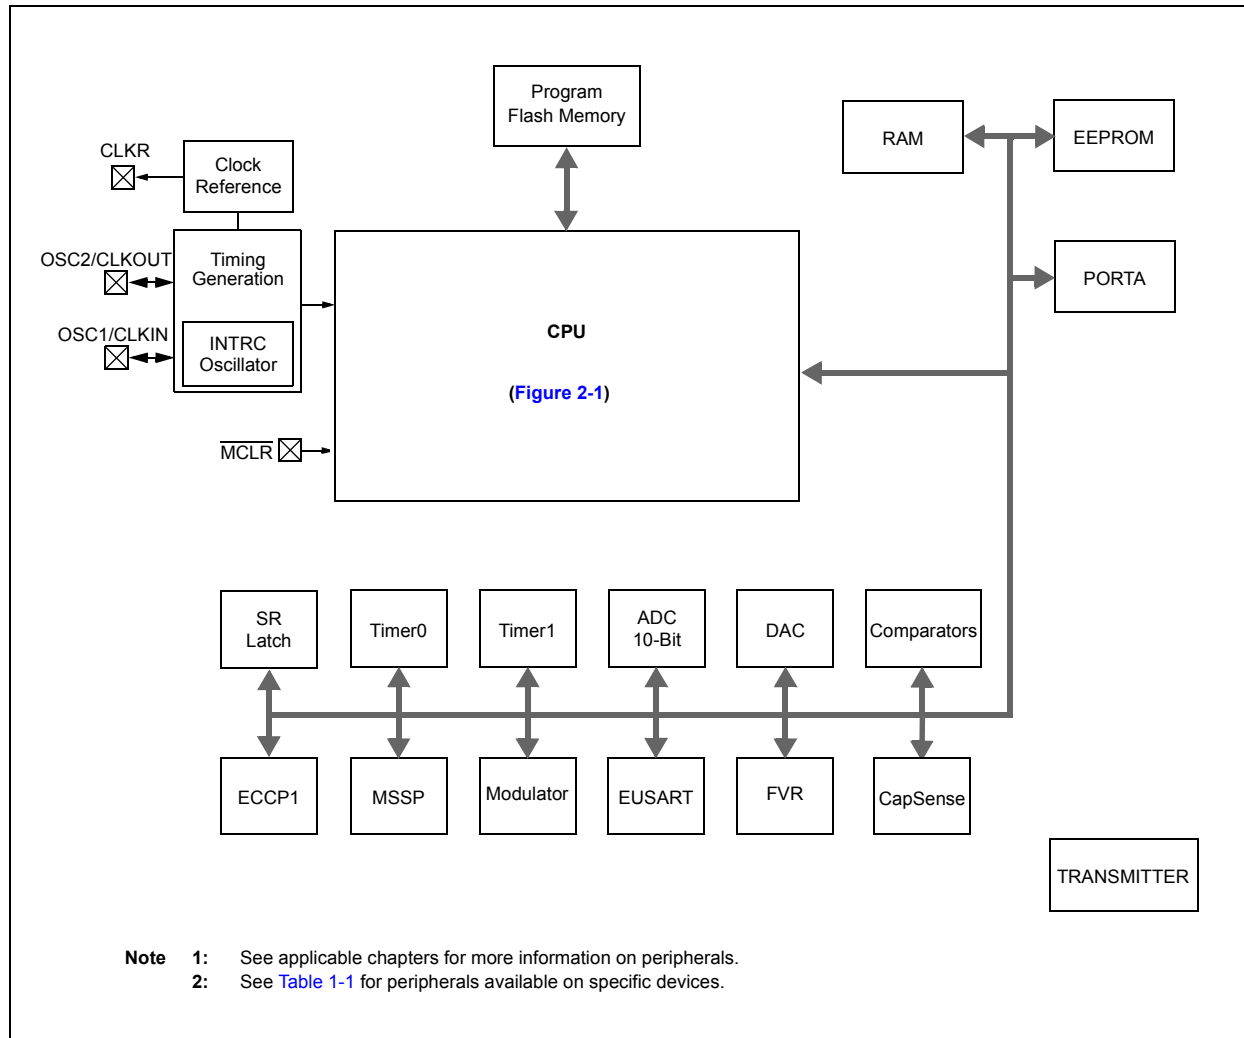 Program
Flash Memory
RAM
EEPROM
CLKR
Clock
Reference
OSC2/CLKOUT
Timing
Generation
PORTA
OSC1/CLKIN
INTRC
Oscillator
CPU
(Figure 2-1)
MCLR
SR
Latch
Timer0
Timer1
ADC
10-Bit
DAC
Comparators
ECCP1
MSSP
Modulator
EUSART
FVR
CapSense
TRANSMITTER
Note 1: See applicable chapters for more information on peripherals.
2: See Table 1-1 for peripherals available on specific devices.